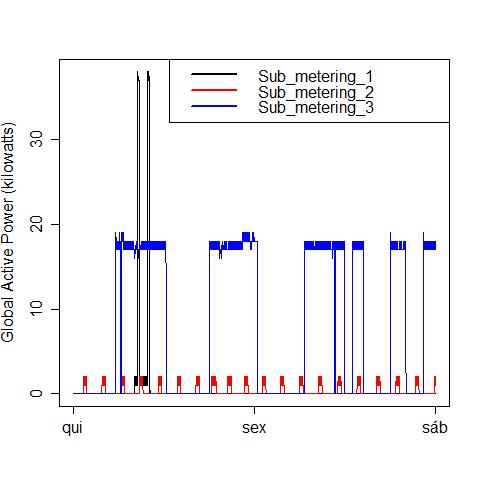 Sub_metering_1
Sub_metering_2
Sub_metering_3
Global Active Power (kilowatts)
30
20
10
0
qui sex sáb